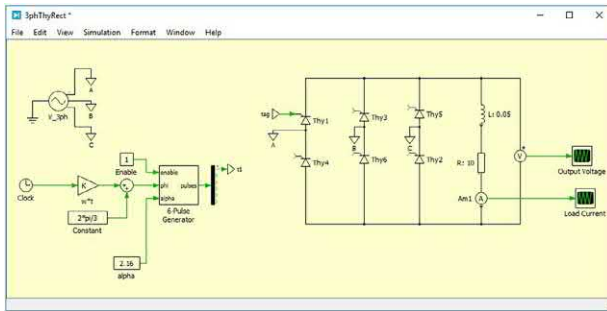 3phThyRect *
File Edit View Simulation Format Window Help
V_3ph
A
B
C
tag
Thy1
Thy3
Thy5
L: 0.05
A
B
C
Thy4
Thy6
Thy2
R: 10
V
Output Voltage
Am1
A
Load Current
1
Enable
enable
phi
alpha
pulses
t1
6-Pulse
Generator
Clock
K
w*t
2*pi/3
Constant
2.16
alpha